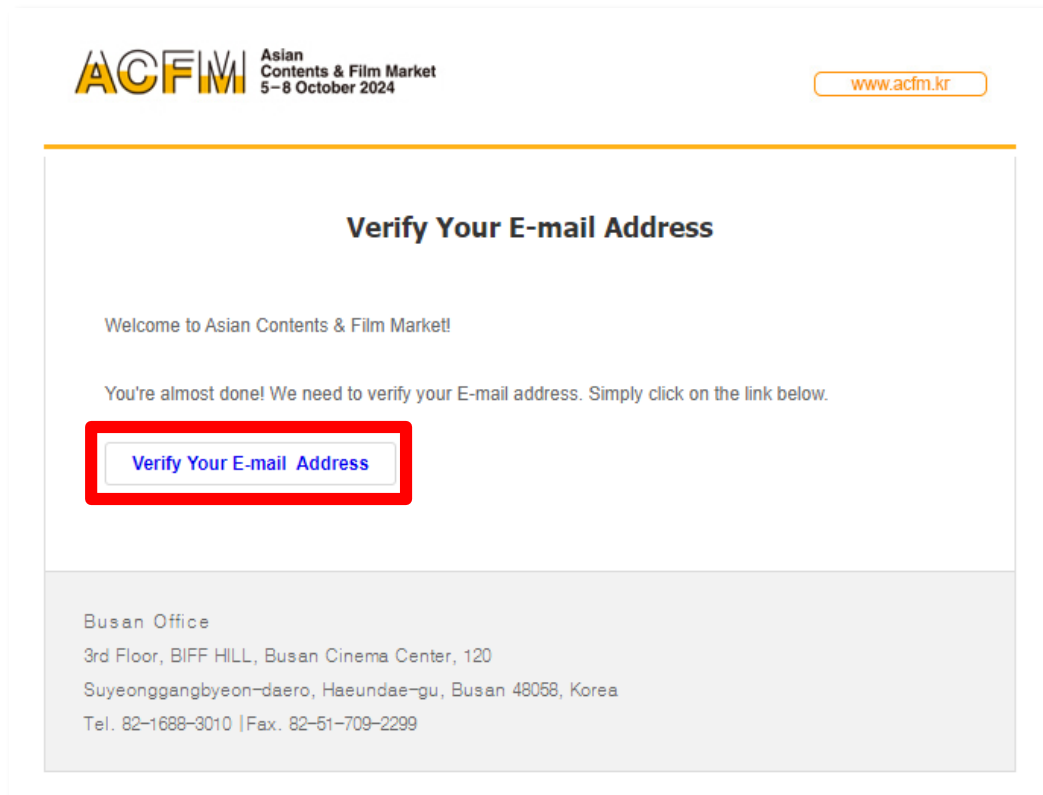 ACFM
Asian
Contents & Film Market
5-8 October 2024
www.acfm.kr
Verify Your E-mail Address
Welcome to Asian Contents & Film Market!
You're almost done! We need to verify your E-mail address. Simply click on the link below.
Verify Your E-mail Address
Busan Office
3rd Floor, BIFF HILL, Busan Cinema Center, 120
Suyeonggangbyeon-daero, Haeundae-gu, Busan 48058, Korea
Tel. 82-1688-3010 |Fax. 82-51-709-2299